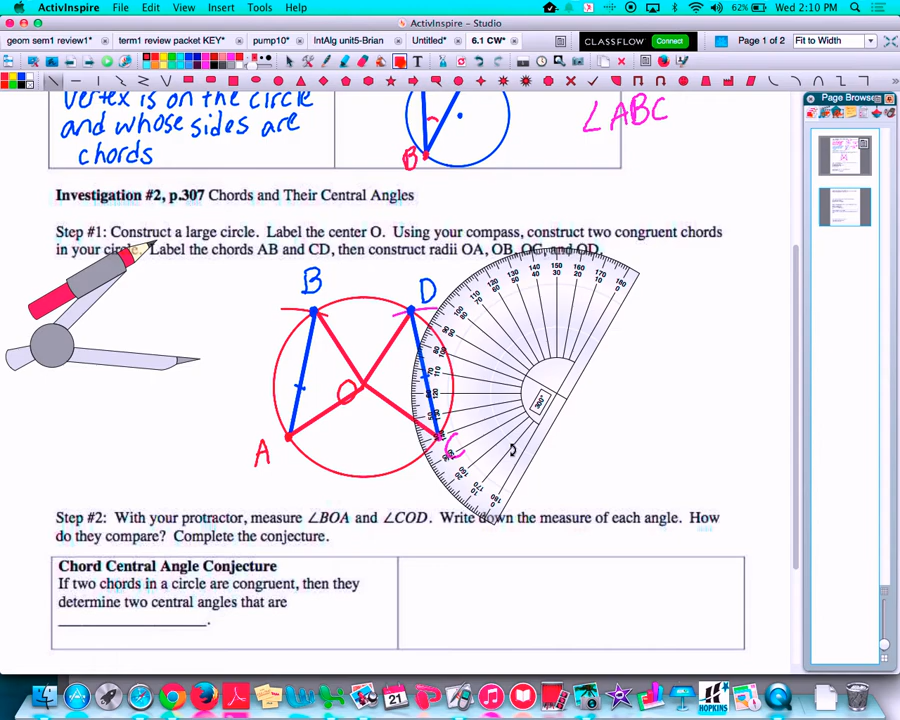 ActivInspire File Edit View Insert Tools Help 62% Wed 2:10 PM
ActivInspire - Studio
geom sem1 review1* term1 review packet KEY* pump10* IntAlg unit5-Brian Untitled* 6.1 CW* CLASSFLOW Connect Page 1 of 2 Fit to Width
Page Browser
vertex is on the circle
and whose sides are
chords
B
∠ABC
Investigation #2, p.307 Chords and Their Central Angles
Step #1: Construct a large circle. Label the center O. Using your compass, construct two congruent chords
in your circle. Label the chords AB and CD, then construct radii OA, OB, OC, and OD.
B
D
O
A
C
300°
Step #2: With your protractor, measure ∠BOA and ∠COD. Write down the measure of each angle. How
do they compare? Complete the conjecture.
Chord Central Angle Conjecture
If two chords in a circle are congruent, then they
determine two central angles that are
____________________.
21
HOPKINS